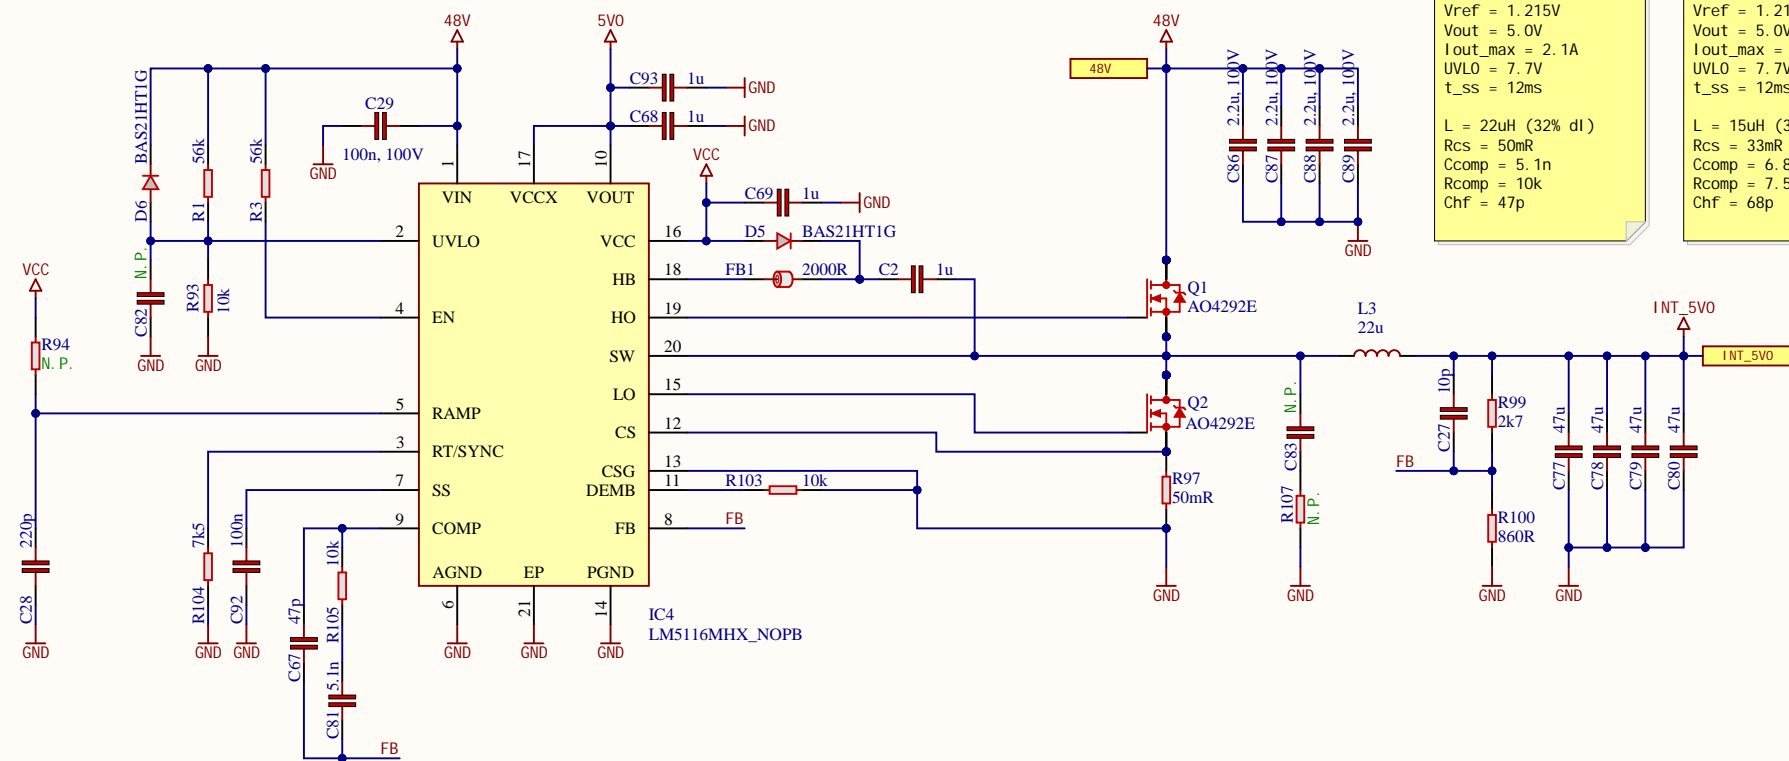 48V
5V0
48V
Vref = 1.215V
Vout = 5.0V
Iout_max = 2.1A
UVLO = 7.7V
t_ss = 12ms
L = 22uH (32% dI)
Rcs = 50mR
Ccomp = 5.1n
Rcomp = 10k
Chf = 47p
Vref = 1.21
Vout = 5.0V
Iout_max =
UVLO = 7.7V
t_ss = 12ms
L = 15uH (3
Rcs = 33mR
Ccomp = 6.8
Rcomp = 7.5
Chf = 68p
48V
D6
BAS21HT1G
R1
56k
R3
56k
C29
100n, 100V
GND
C93
1u
GND
C68
1u
GND
VCC
C69
1u
GND
D5
BAS21HT1G
FB1
2000R
C2
1u
C86
2.2u, 100V
C87
2.2u, 100V
C88
2.2u, 100V
C89
2.2u, 100V
GND
1
17
10
VIN
VCCX
VOUT
2
UVLO
VCC
16
HB
18
4
EN
HO
19
SW
20
LO
15
5
RAMP
CS
12
3
RT/SYNC
CSG
13
7
SS
DEMB
11
9
COMP
FB
8
AGND
EP
PGND
6
21
14
GND
GND
GND
IC4
LM5116MHX_NOPB
VCC
R94
N.P.
C82
N.P.
GND
R93
10k
GND
C28
220p
GND
R104
7k5
GND
C92
100n
GND
C67
47p
R105
10k
C81
5.1n
FB
R103
10k
FB
Q1
AO4292E
Q2
AO4292E
R97
50mR
GND
C83
N.P.
R107
N.P.
GND
L3
22u
C27
10p
R99
2k7
FB
R100
860R
GND
C77
47u
C78
47u
C79
47u
C80
47u
GND
INT_5V0
INT_5V0